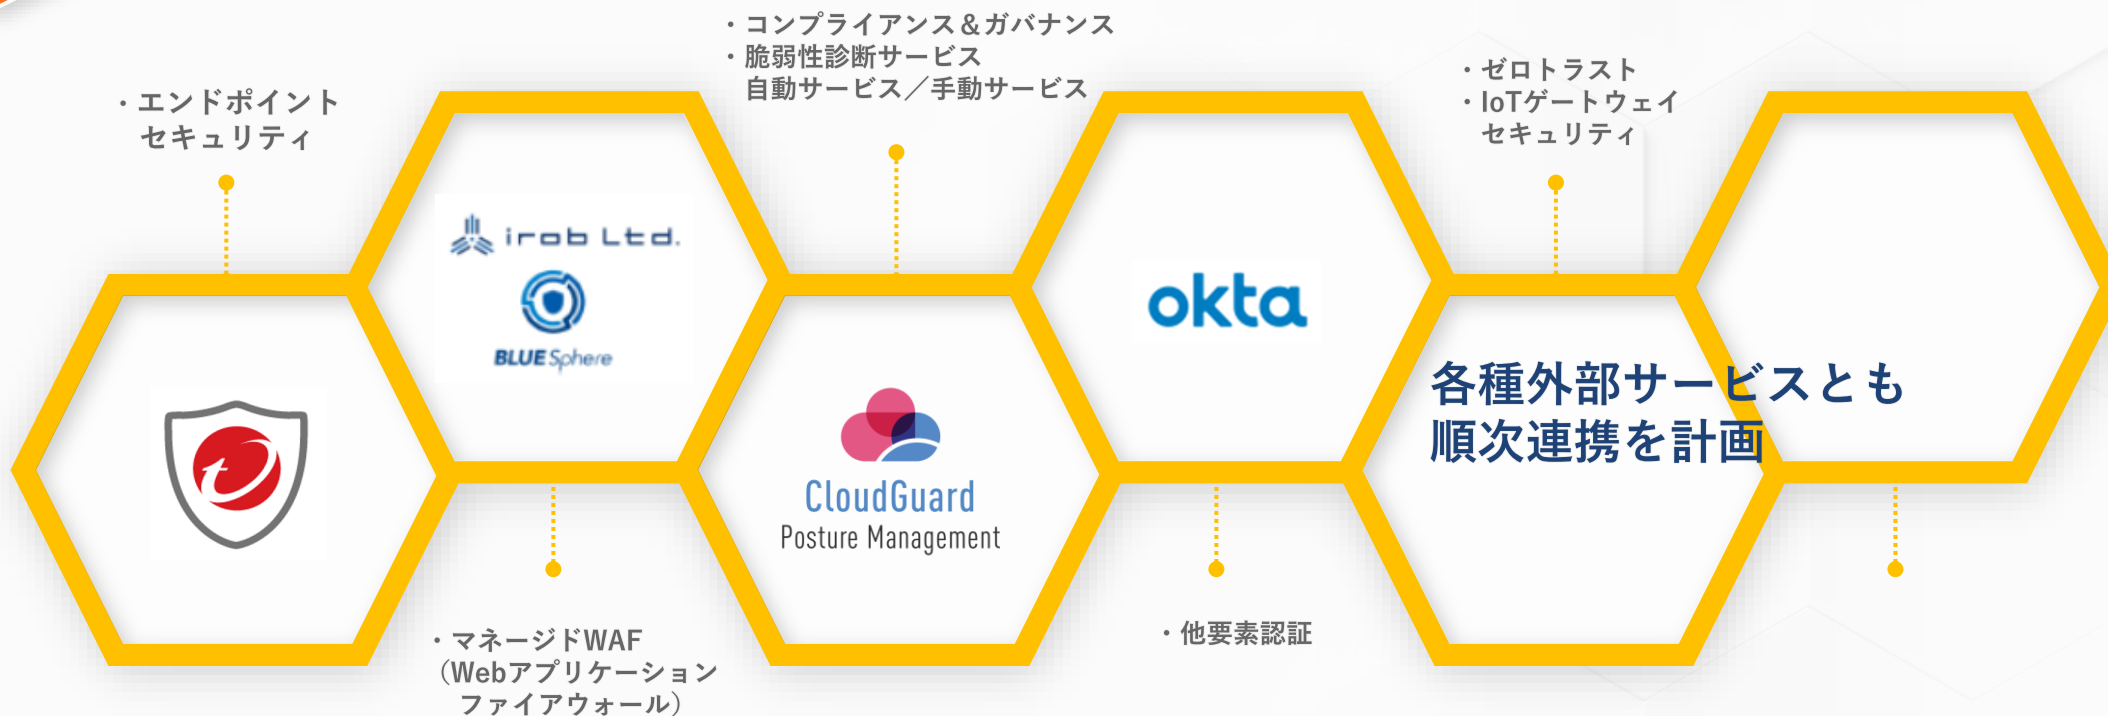 ・エンドポイント
セキュリティ
irob Ltd.
BLUE Sphere
・マネージドWAF
（Webアプリケーション
ファイアウォール）
・コンプライアンス＆ガバナンス
・脆弱性診断サービス
自動サービス／手動サービス
CloudGuard
Posture Management
okta
・他要素認証
・ゼロトラスト
・IoTゲートウェイ
セキュリティ
各種外部サービスとも
順次連携を計画